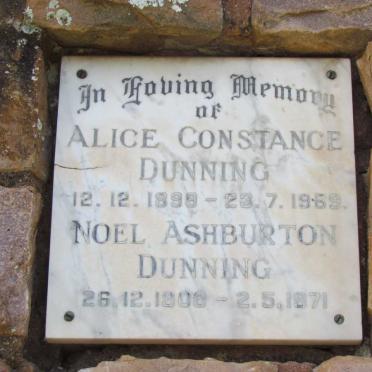 In Loving Memory
of
ALICE CONSTANCE
DUNNING
12.12.1898 - 23.7.1969.
NOEL ASHBURTON
DUNNING
26.12.1908 - 2.5.1971